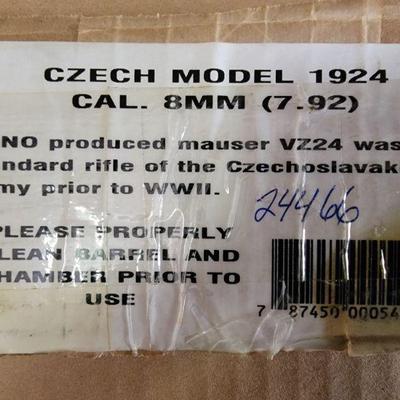 CZECH MODEL 1924
CAL. 8MM (7.92)
NO produced mauser VZ24 was
ndard rifle of the Czechoslavak
my prior to WWII.
24466
PLEASE PROPERLY
LEAN BARREL AND
HAMBER PRIOR TO
USE
7 87450 00054